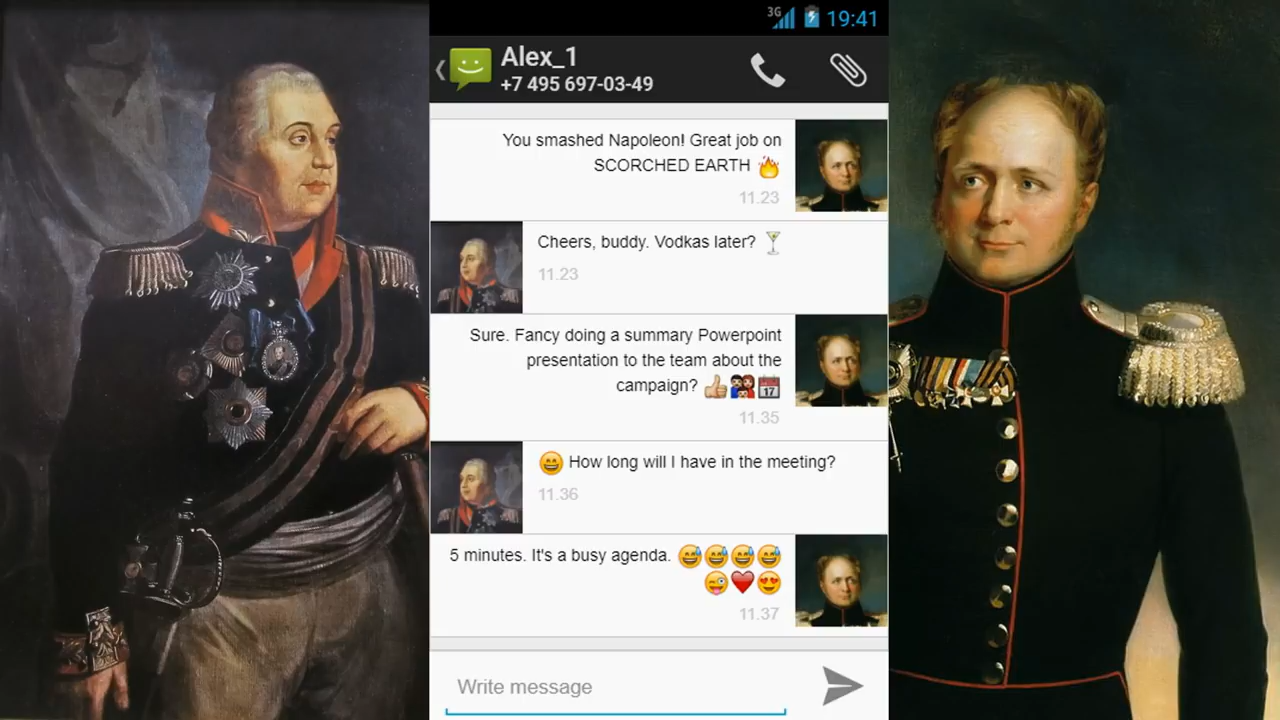 3G 19:41
Alex_1
+7 495 697-03-49
You smashed Napoleon! Great job on
SCORCHED EARTH 🔥
11.23
Cheers, buddy. Vodkas later? 🍸
11.23
Sure. Fancy doing a summary Powerpoint
presentation to the team about the
campaign? 👍👪📅
11.35
😄 How long will I have in the meeting?
11.36
5 minutes. It's a busy agenda. 😅😅😅😅
😜❤️😍
11.37
Write message